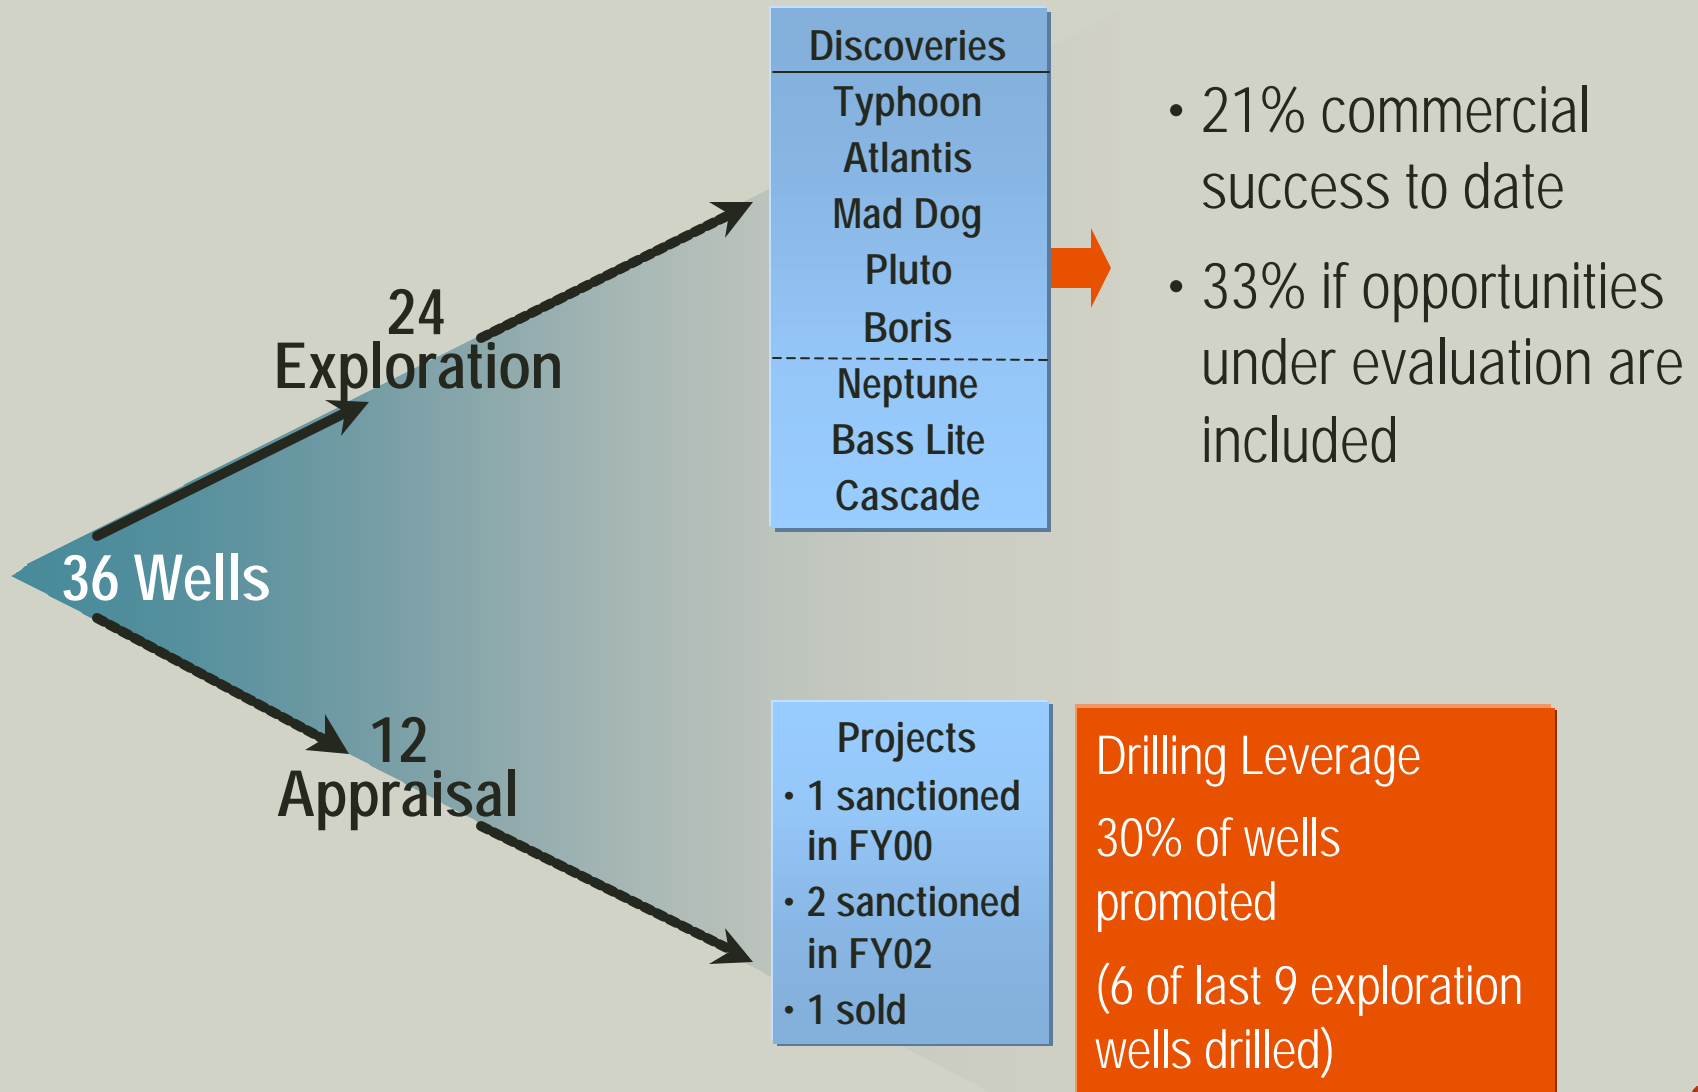 36 Wells
24
Exploration
12
Appraisal
Discoveries
Typhoon
Atlantis
Mad Dog
Pluto
Boris
Neptune
Bass Lite
Cascade
• 21% commercial
success to date
• 33% if opportunities
under evaluation are
included
Projects
• 1 sanctioned
in FY00
• 2 sanctioned
in FY02
• 1 sold
Drilling Leverage
30% of wells
promoted
(6 of last 9 exploration
wells drilled)